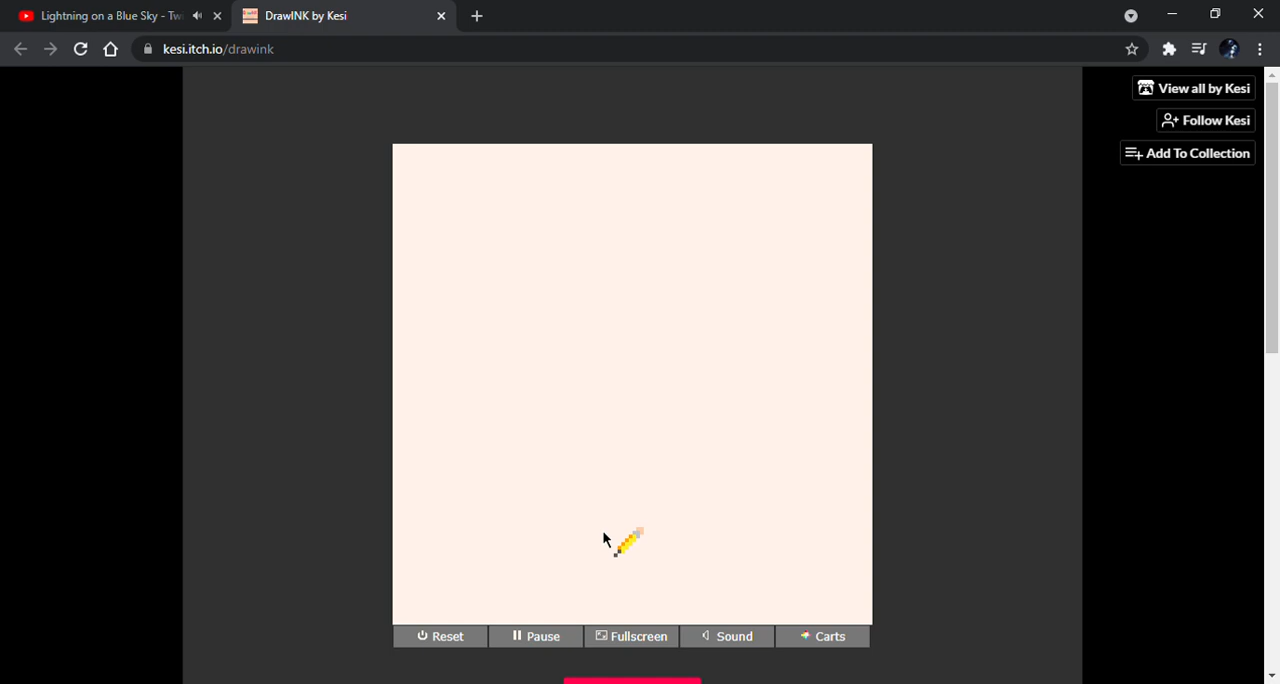 Lightning on a Blue Sky - Tw
DrawINK by Kesi
kesi.itch.io/drawink
View all by Kesi
Follow Kesi
Add To Collection
Reset
Pause
Fullscreen
Sound
Carts